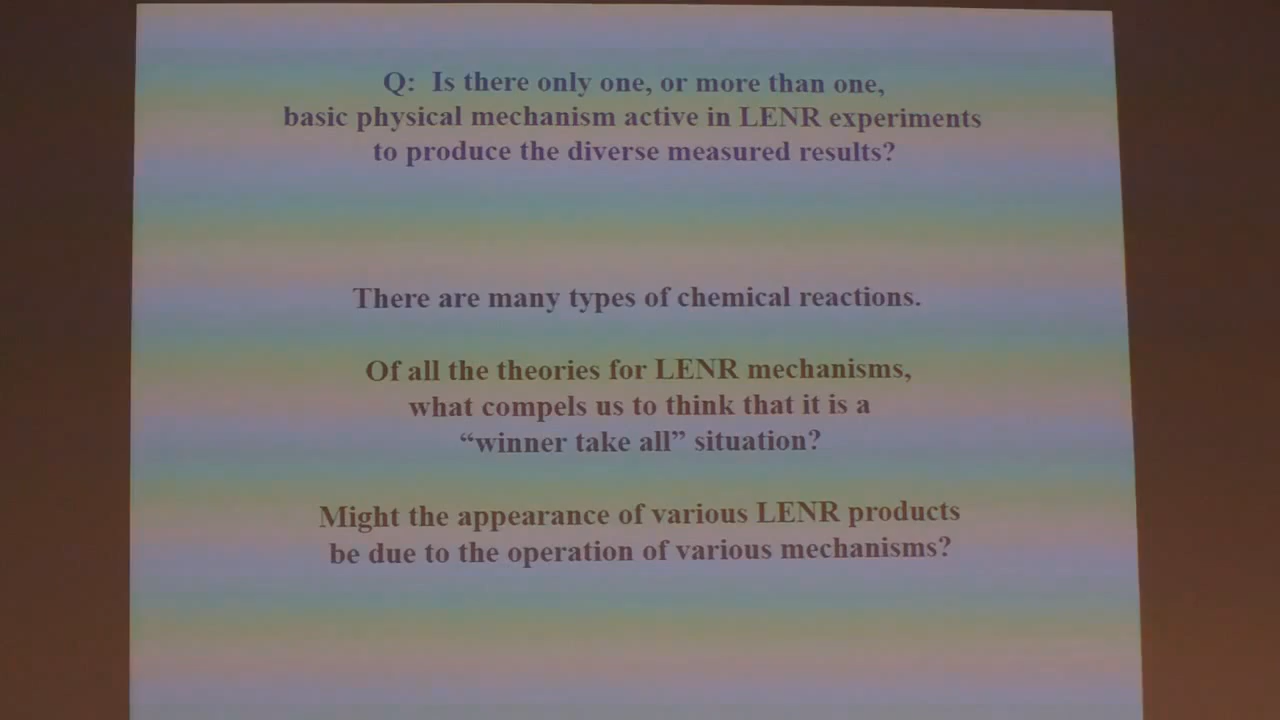 Q: Is there only one, or more than one,
basic physical mechanism active in LENR experiments
to produce the diverse measured results?
There are many types of chemical reactions.
Of all the theories for LENR mechanisms,
what compels us to think that it is a
“winner take all” situation?
Might the appearance of various LENR products
be due to the operation of various mechanisms?